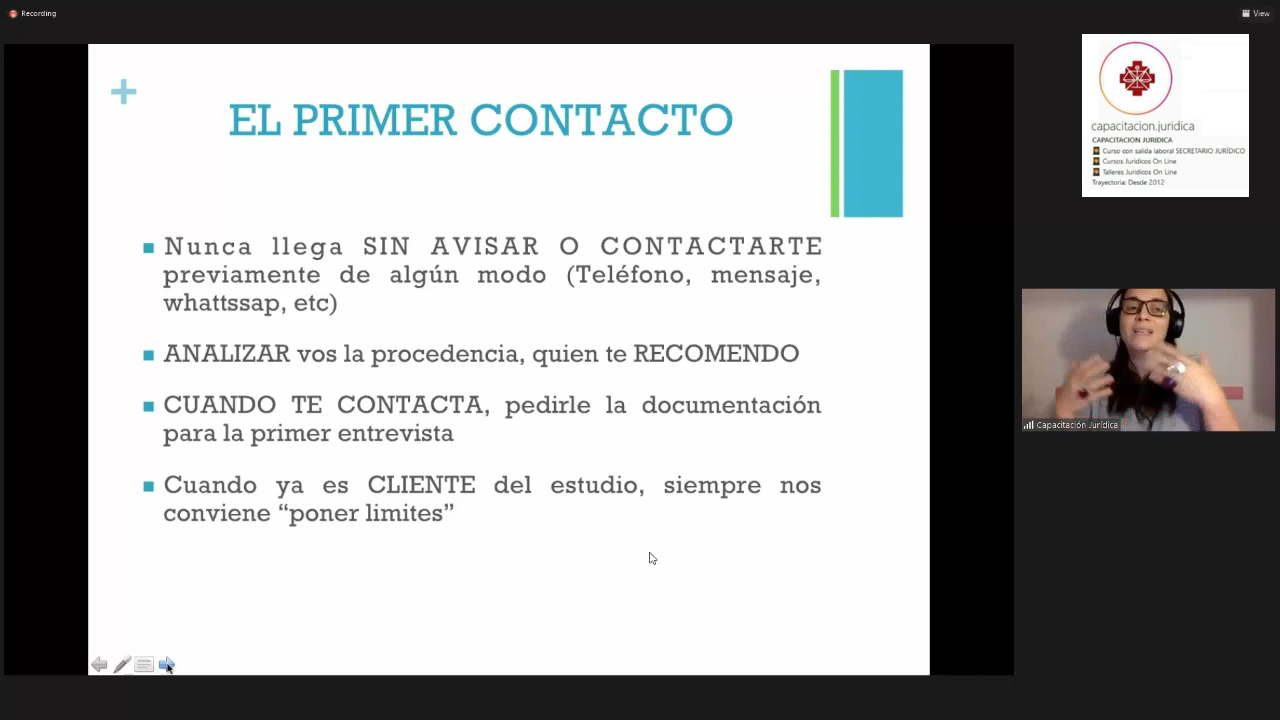 Recording
View
EL PRIMER CONTACTO
Nunca llega SIN AVISAR O CONTACTARTE
previamente de algún modo (Teléfono, mensaje,
whattssap, etc)
ANALIZAR vos la procedencia, quien te RECOMENDO
CUANDO TE CONTACTA, pedirle la documentación
para la primer entrevista
Cuando ya es CLIENTE del estudio, siempre nos
conviene “poner limites”
capacitacion.juridica
CAPACITACION JURIDICA
Curso con salida laboral SECRETARIO JURÍDICO
Cursos Juridicos On Line
Talleres Juridicos On Line
Trayectoria: Desde 2012
Capacitación Jurídica